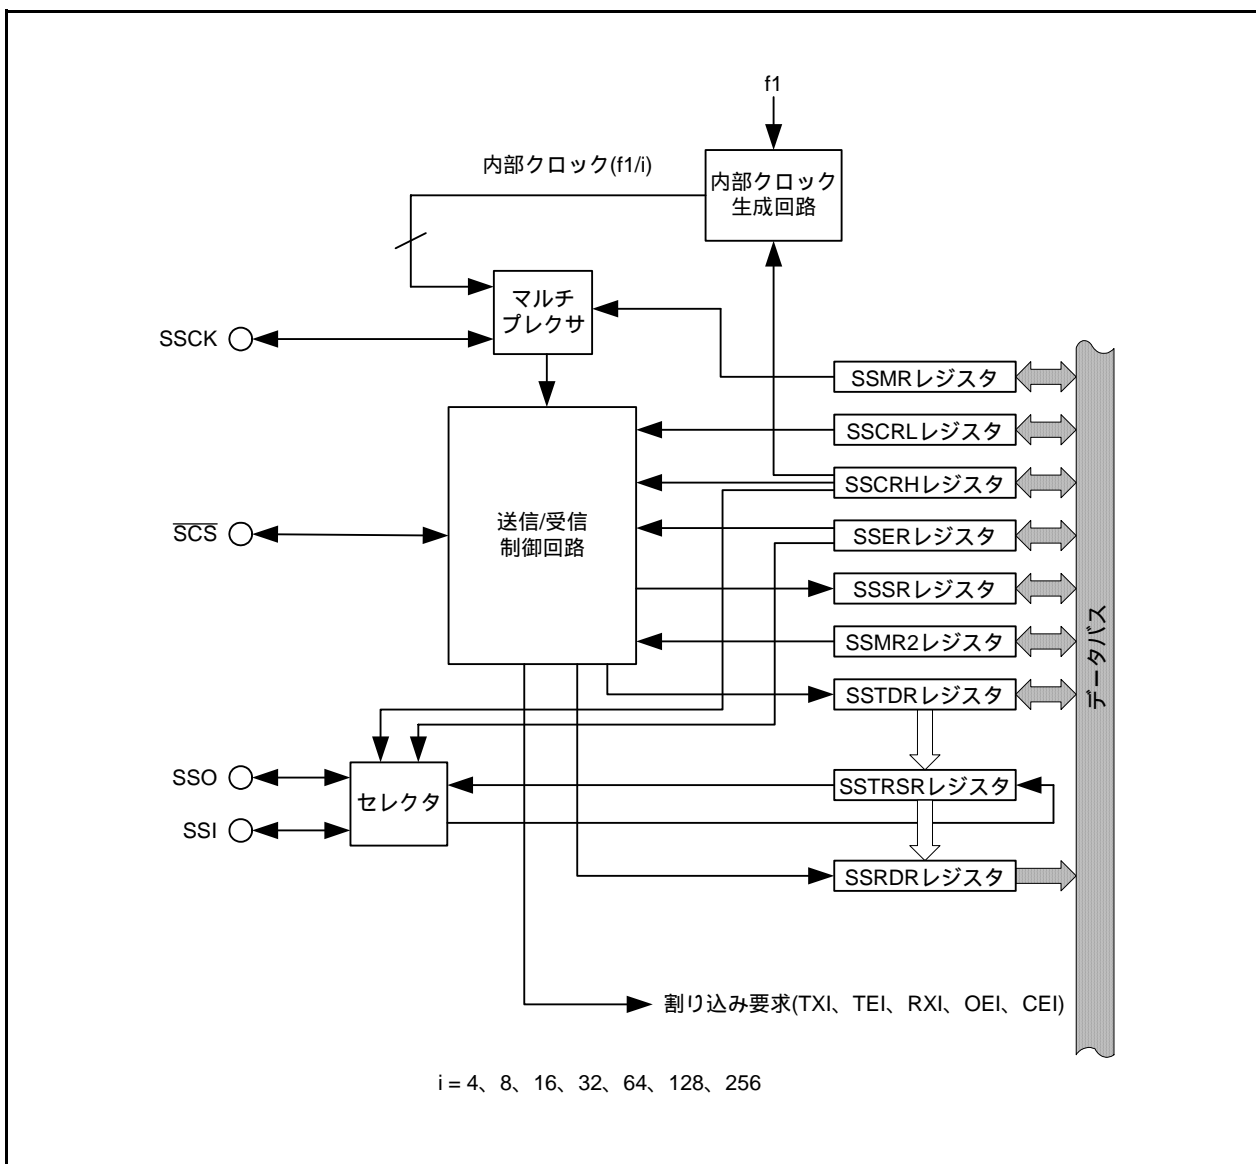 f1
内部クロック(f1/i)
内部クロック
生成回路
マルチ
プレクサ
SSCK
SSMRレジスタ
SSCRLレジスタ
SSCRHレジスタ
送信/受信
制御回路
SCS
SSERレジスタ
SSSRレジスタ
SSMR2レジスタ
データバス
SSTDRレジスタ
SSO
SSTRSRレジスタ
セレクタ
SSI
SSRDRレジスタ
割り込み要求(TXI、TEI、RXI、OEI、CEI)
i = 4、8、16、32、64、128、256